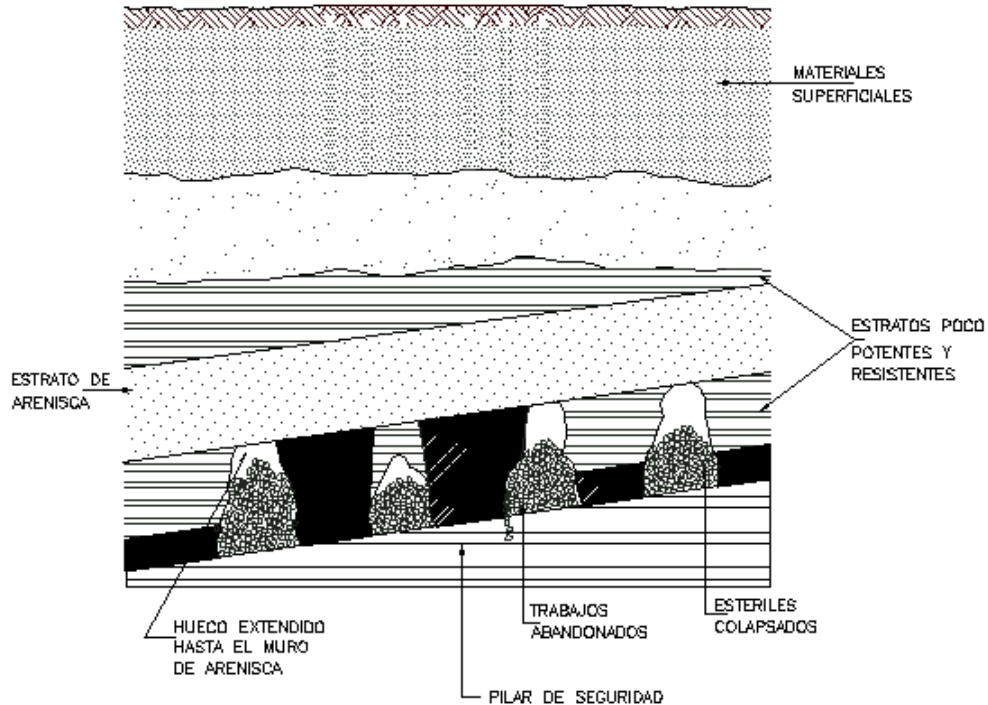 MATERIALES
SUPERFICIALES
ESTRATOS POCO
POTENTES Y
RESISTENTES
ESTRATO DE
ARENISCA
TRABAJOS
ABANDONADOS
ESTERILES
COLAPSADOS
HUECO EXTENDIDO
HASTA EL MURO
DE ARENISCA
PILAR DE SEGURIDAD